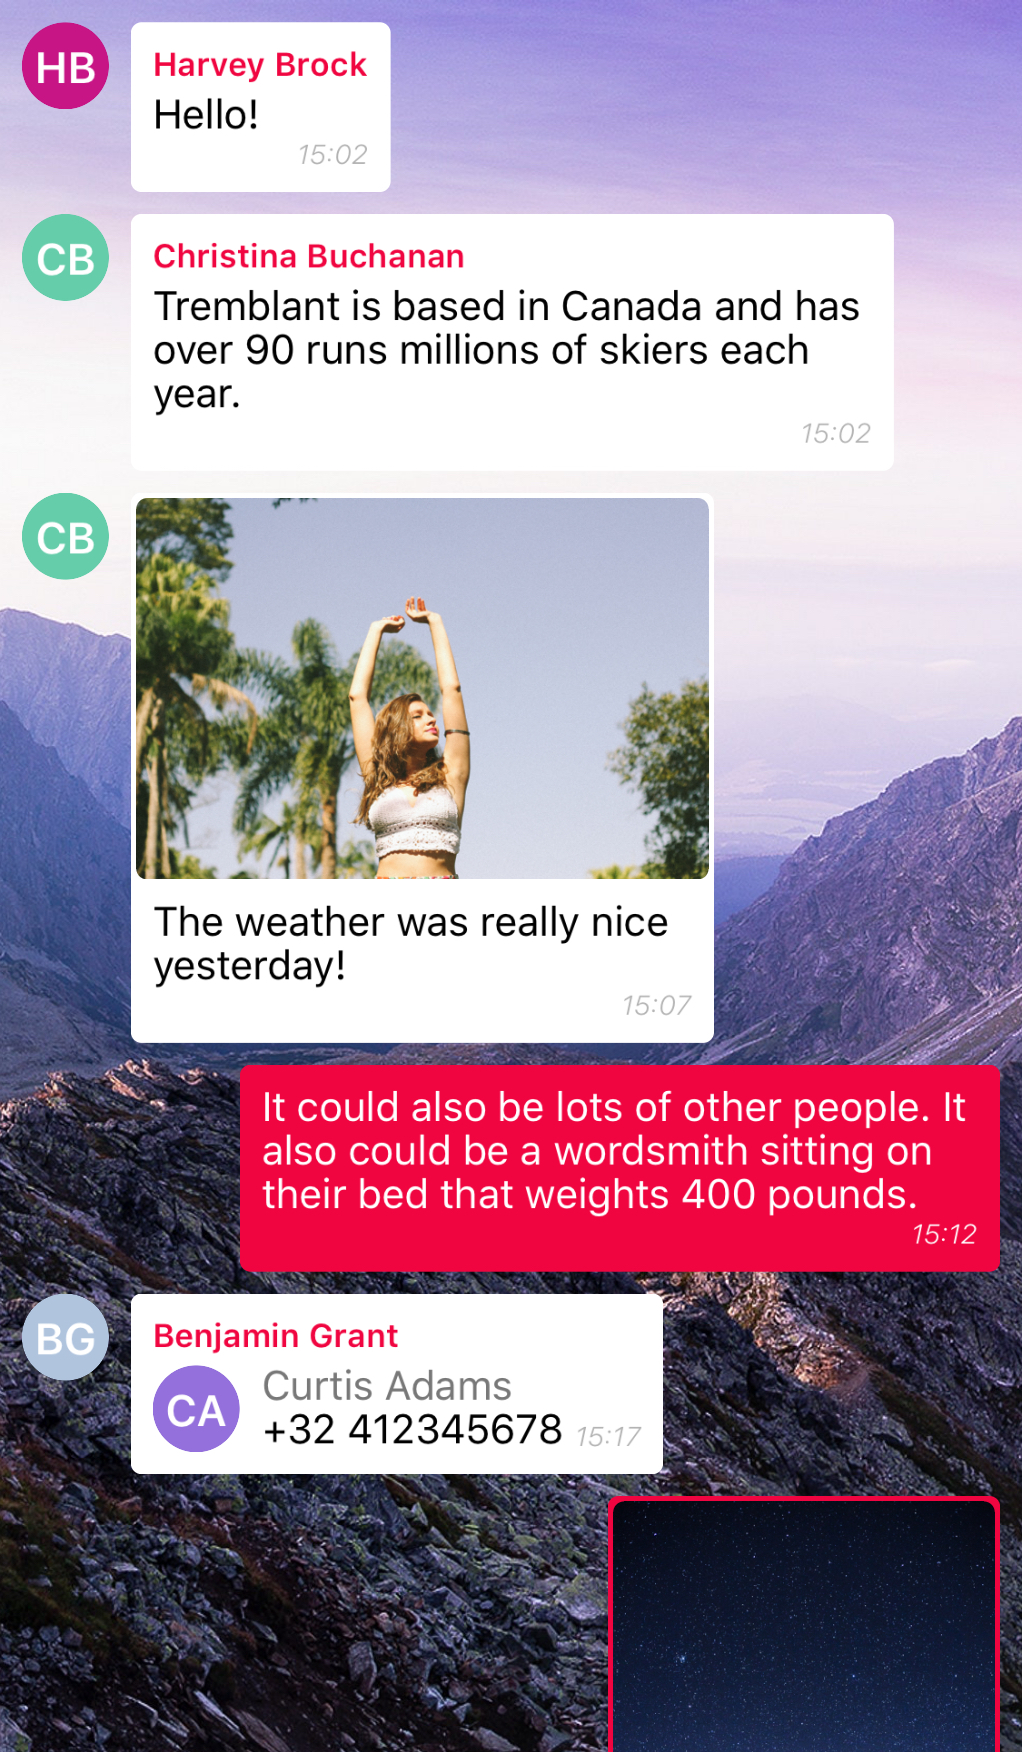 HB
Harvey Brock
Hello!
15:02
CB
Christina Buchanan
Tremblant is based in Canada and has
over 90 runs millions of skiers each
year.
15:02
CB
The weather was really nice
yesterday!
15:07
It could also be lots of other people. It
also could be a wordsmith sitting on
their bed that weights 400 pounds.
15:12
BG
Benjamin Grant
CA
Curtis Adams
+32 412345678 15:17